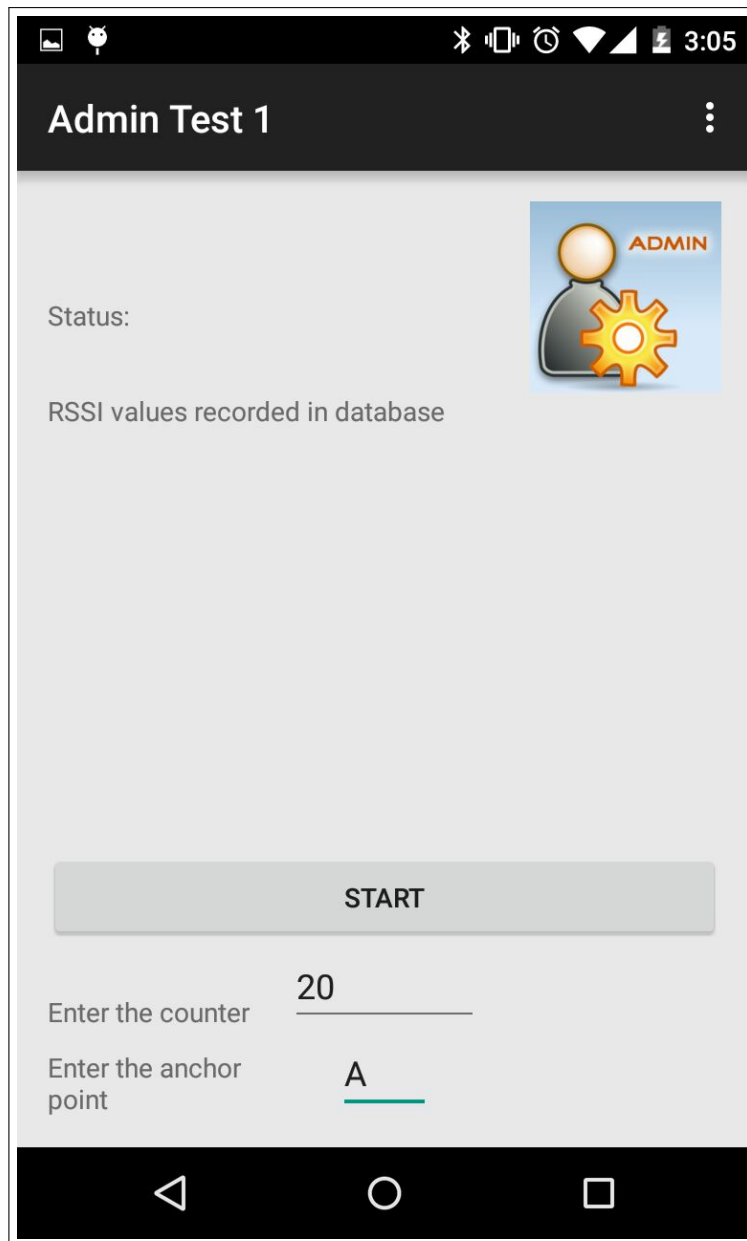 3:05
Admin Test 1
ADMIN
Status:
RSSI values recorded in database
START
20
Enter the counter
Enter the anchor
point
A